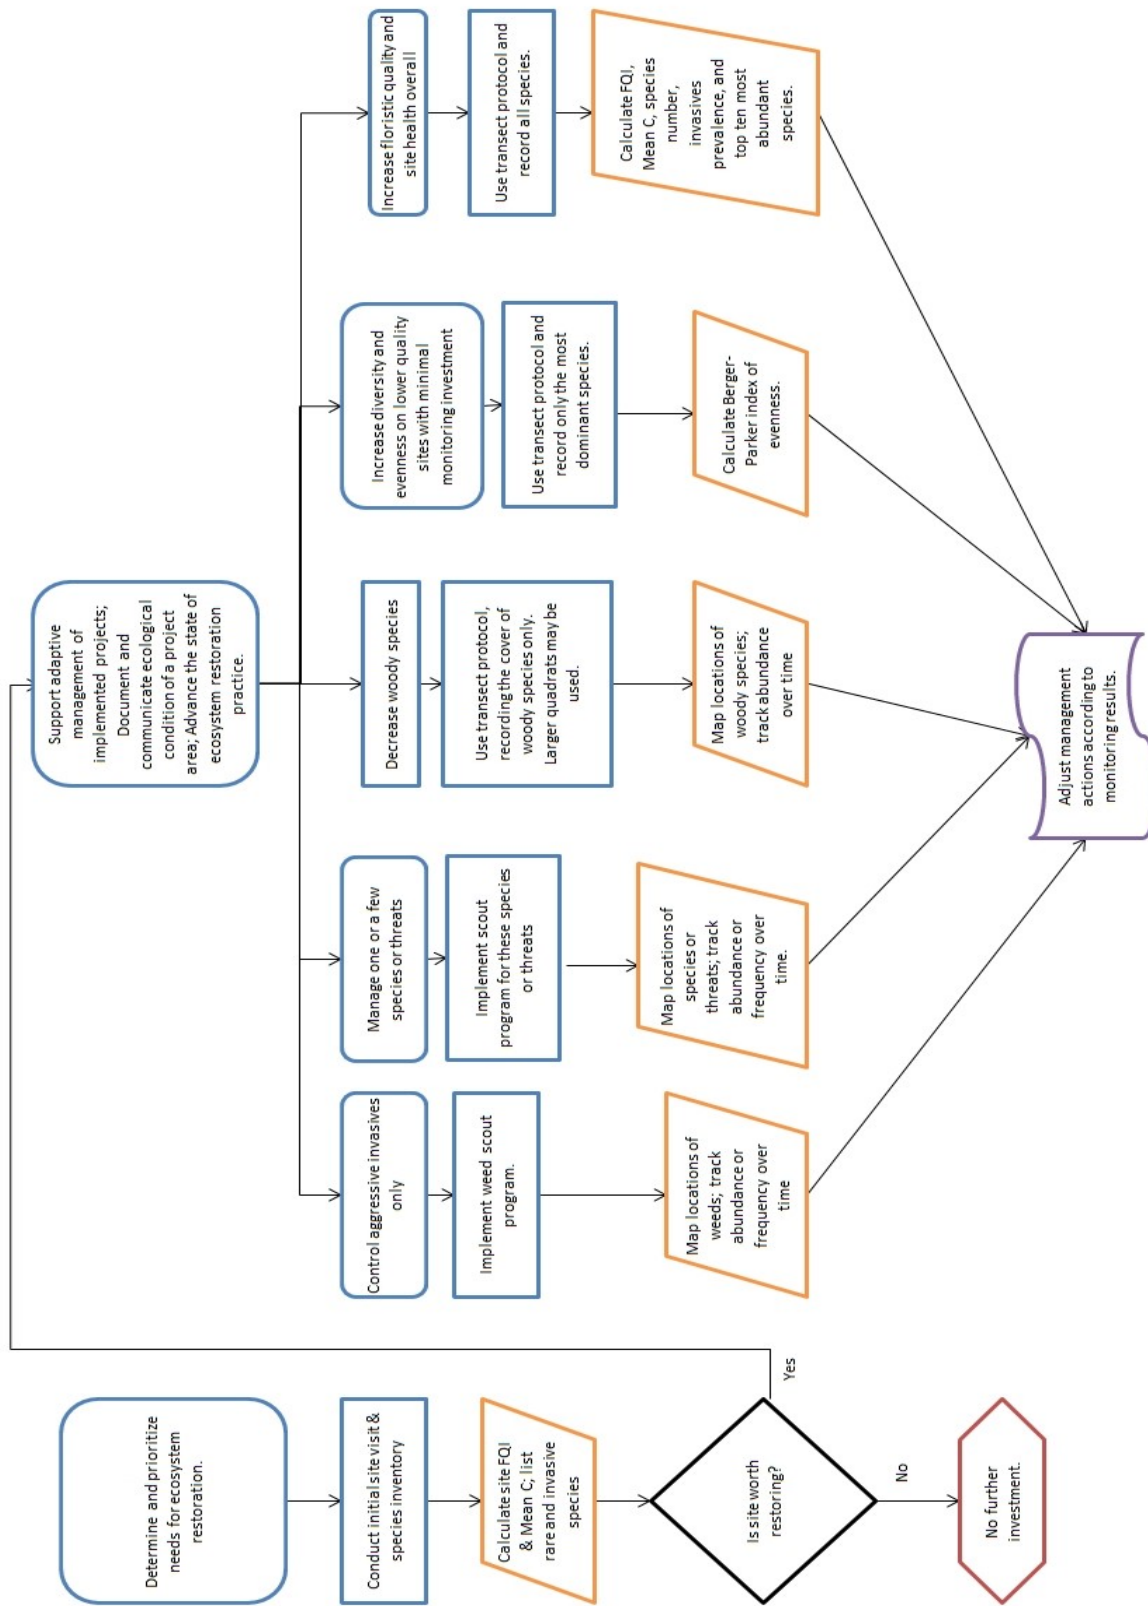 Determine and prioritize
needs for ecosystem
restoration.
Conduct initial site visit &
species inventory
Calculate site FQI
& Mean C; list
rare and invasive
species
Is site worth
restoring?
Yes
No
No further
investment.
Support adaptive
management of
implemented projects;
Document and
communicate ecological
condition of a project
area; Advance the state of
ecosystem restoration
practice.
Control aggressive invasives
only
Implement weed scout
program.
Map locations of
weeds; track
abundance or
frequency over
time
Manage one or a few
species or threats
Implement scout
program for these species
or threats
Map locations of
species or
threats; track
abundance or
frequency over
time.
Decrease woody species
Use transect protocol,
recording the cover of
woody species only.
Larger quadrats may be
used.
Map locations of
woody species;
track abundance
over time
Increase diversity and
evenness on lower quality
sites with minimal
monitoring investment
Use transect protocol and
record only the most
dominant species.
Calculate Berger-
Parker index of
evenness.
Increase floristic quality and
site health overall
Use transect protocol and
record all species.
Calculate FQI,
Mean C, species
number,
invasives
prevalence, and
top ten most
abundant
species.
Adjust management
actions according to
monitoring results.